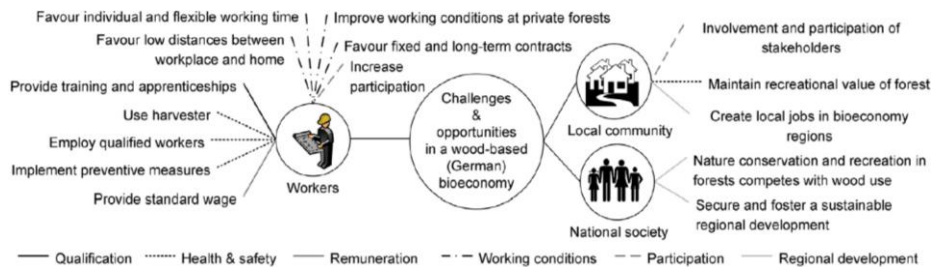 Favour individual and flexible working time
Improve working conditions at private forests
Favour low distances between
workplace and home
Favour fixed and long-term contracts
Increase
participation
Provide training and apprenticeships
Use harvester
Employ qualified workers
Implement preventive measures
Provide standard wage
Workers
Challenges
&
opportunities
in a wood-based
(German)
bioeconomy
Local community
National society
Involvement and participation of
stakeholders
Maintain recreational value of forest
Create local jobs in bioeconomy
regions
Nature conservation and recreation in
forests competes with wood use
Secure and foster a sustainable
regional development
Qualification
Health & safety
Remuneration
Working conditions
Participation
Regional development